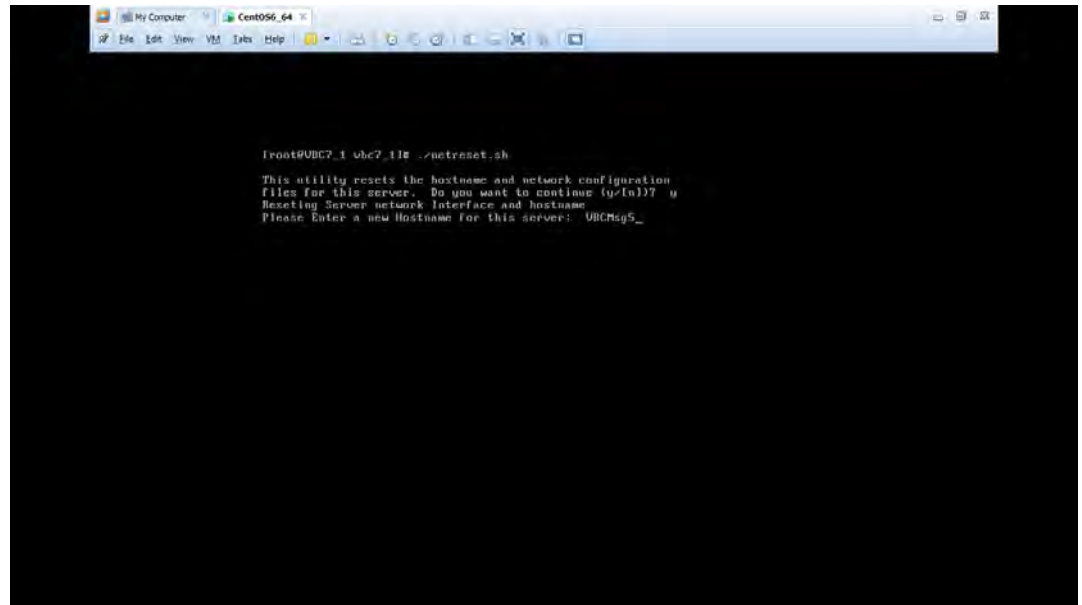 My Computer CentOS6_64
File Edit View VM Tabs Help
[root@VBC7_1 vbc7_1]# ./netreset.sh
This utility resets the hostname and network configuration
files for this server. Do you want to continue (y/[n])? y
Reseting Server network Interface and hostname
Please Enter a new Hostname for this server: VBCMsg5_